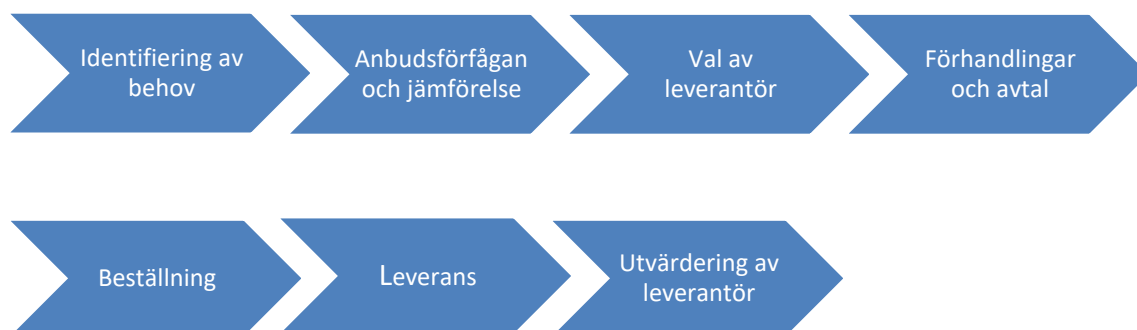 Identifiering av
behov
Anbudsförfågan
och jämförelse
Val av
leverantör
Förhandlingar
och avtal
Beställning
Leverans
Utvärdering av
leverantör